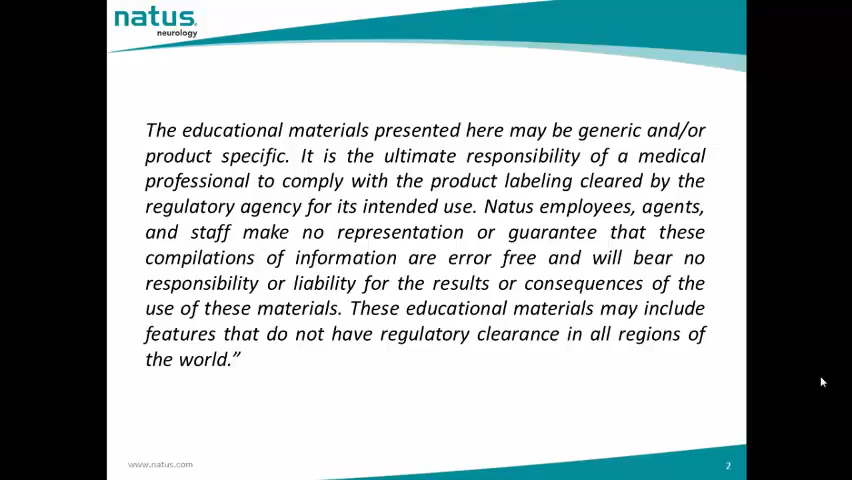 natus
neurology
The educational materials presented here may be generic and/or
product specific. It is the ultimate responsibility of a medical
professional to comply with the product labeling cleared by the
regulatory agency for its intended use. Natus employees, agents,
and staff make no representation or guarantee that these
compilations of information are error free and will bear no
responsibility or liability for the results or consequences of the
use of these materials. These educational materials may include
features that do not have regulatory clearance in all regions of
the world.”
www.natus.com
2